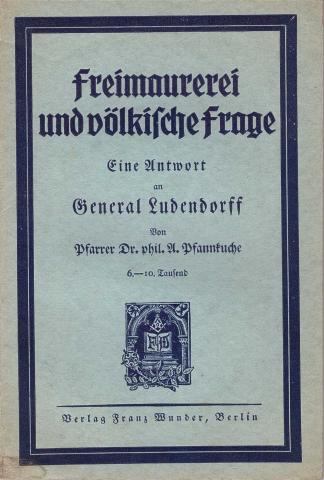 Freimaurerei
und völkische Frage
Eine Antwort
an
General Ludendorff
Von
Pfarrer Dr. phil. A. Pfannkuche
6.—10. Tausend
Verlag Franz Wunder, Berlin